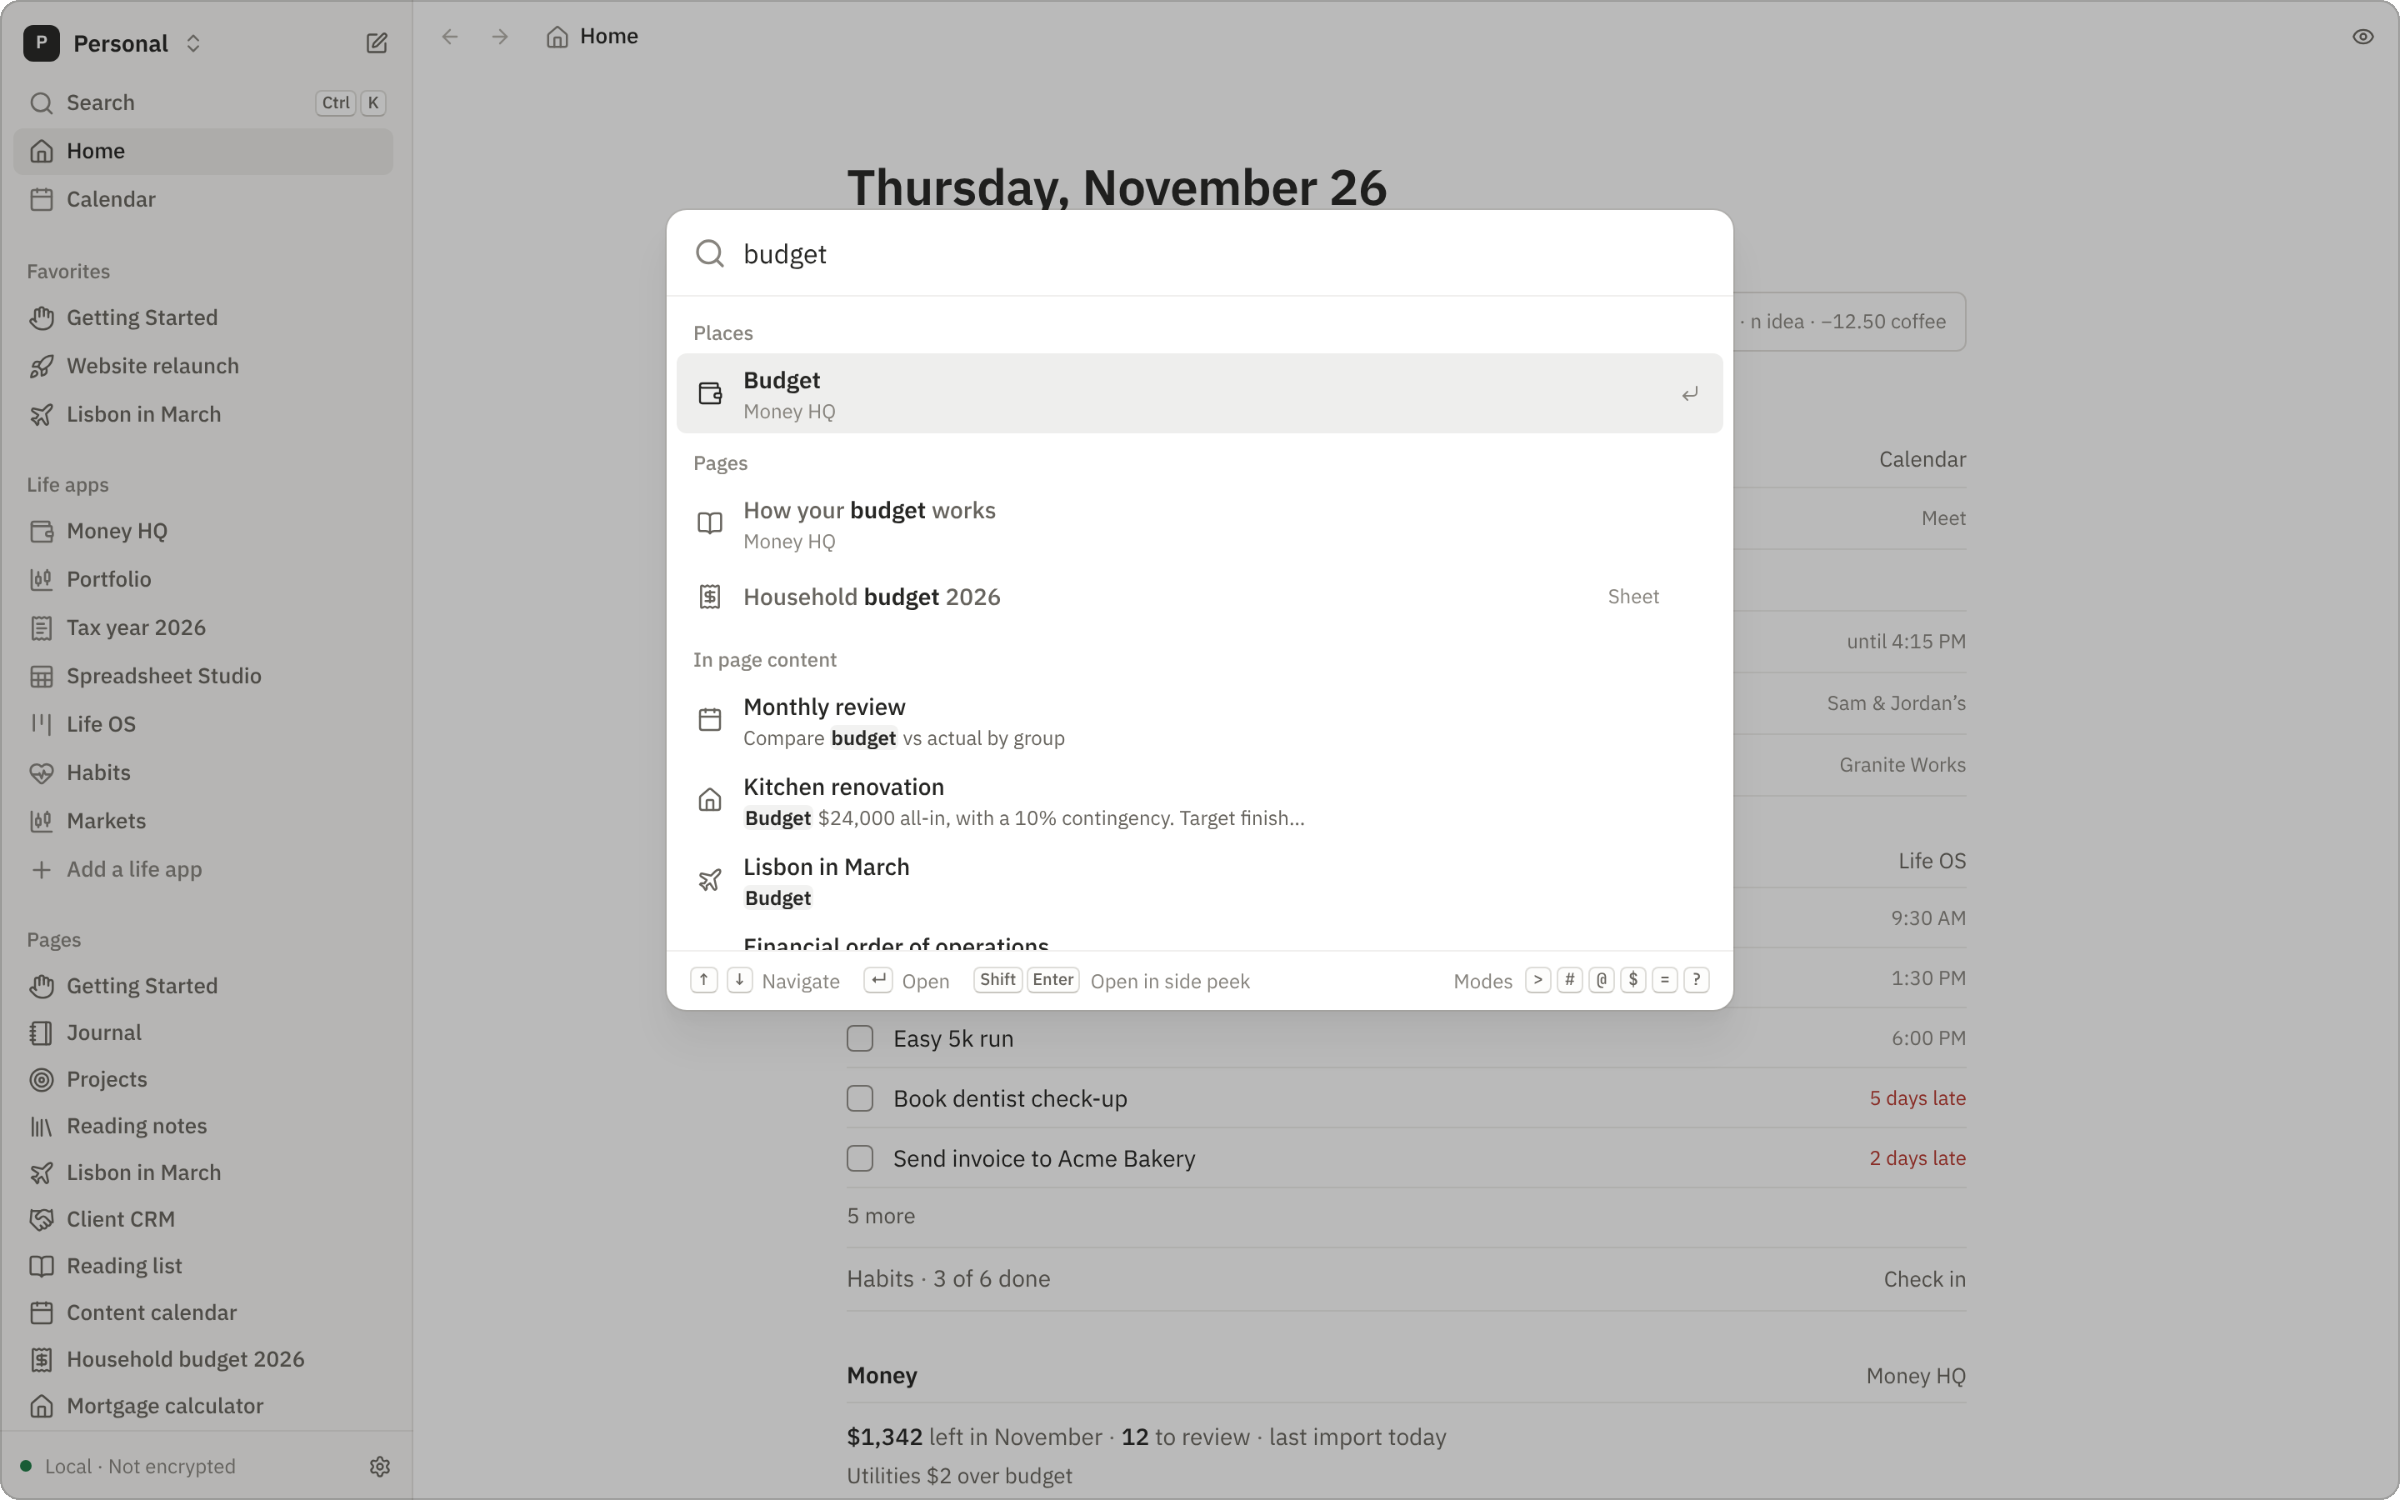 P Personal
Search Ctrl K
Home
Calendar
Favorites
Getting Started
Website relaunch
Lisbon in March
Life apps
Money HQ
Portfolio
Tax year 2026
Spreadsheet Studio
Life OS
Habits
Markets
Add a life app
Pages
Getting Started
Journal
Projects
Reading notes
Lisbon in March
Client CRM
Reading list
Content calendar
Household budget 2026
Mortgage calculator
Local · Not encrypted
Home
Thursday, November 26
budget
Places
Budget
Money HQ
Pages
How your budget works
Money HQ
Household budget 2026 Sheet
In page content
Monthly review
Compare budget vs actual by group
Kitchen renovation
Budget $24,000 all-in, with a 10% contingency. Target finish...
Lisbon in March
Budget
Financial order of operations
↑ ↓ Navigate ↵ Open Shift Enter Open in side peek Modes > # @ $ = ?
· n idea · −12.50 coffee
Calendar
Meet
until 4:15 PM
Sam & Jordan’s
Granite Works
Life OS
9:30 AM
1:30 PM
Easy 5k run 6:00 PM
Book dentist check-up 5 days late
Send invoice to Acme Bakery 2 days late
5 more
Habits · 3 of 6 done Check in
Money Money HQ
$1,342 left in November · 12 to review · last import today
Utilities $2 over budget